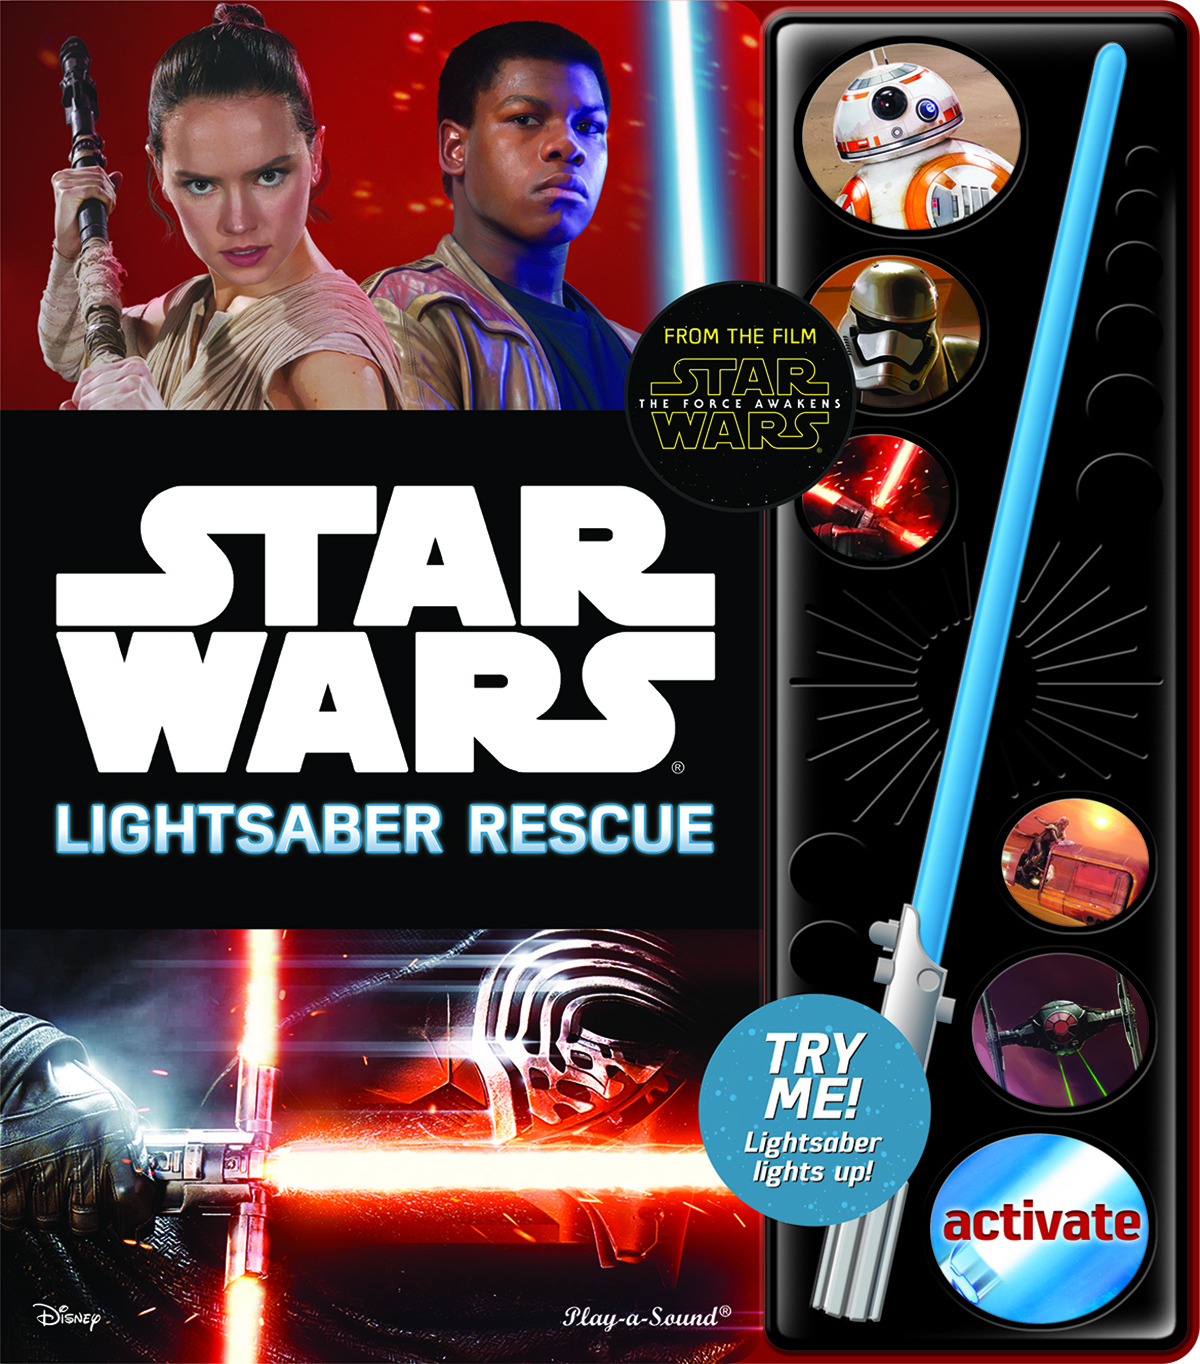 FROM THE FILM
STAR
THE FORCE AWAKENS
WARS®
STAR
WARS®
LIGHTSABER RESCUE
TRY
ME!
Lightsaber
lights up!
activate
Disney
Play-a-Sound®